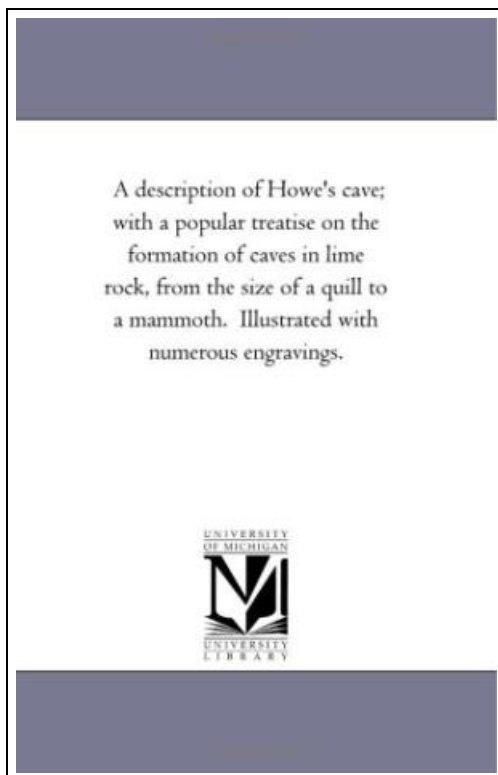 A description of Howe's cave;
with a popular treatise on the
formation of caves in lime
rock, from the size of a quill to
a mammoth.  Illustrated with
numerous engravings.
UNIVERSITY
OF MICHIGAN
UNIVERSITY
LIBRARY